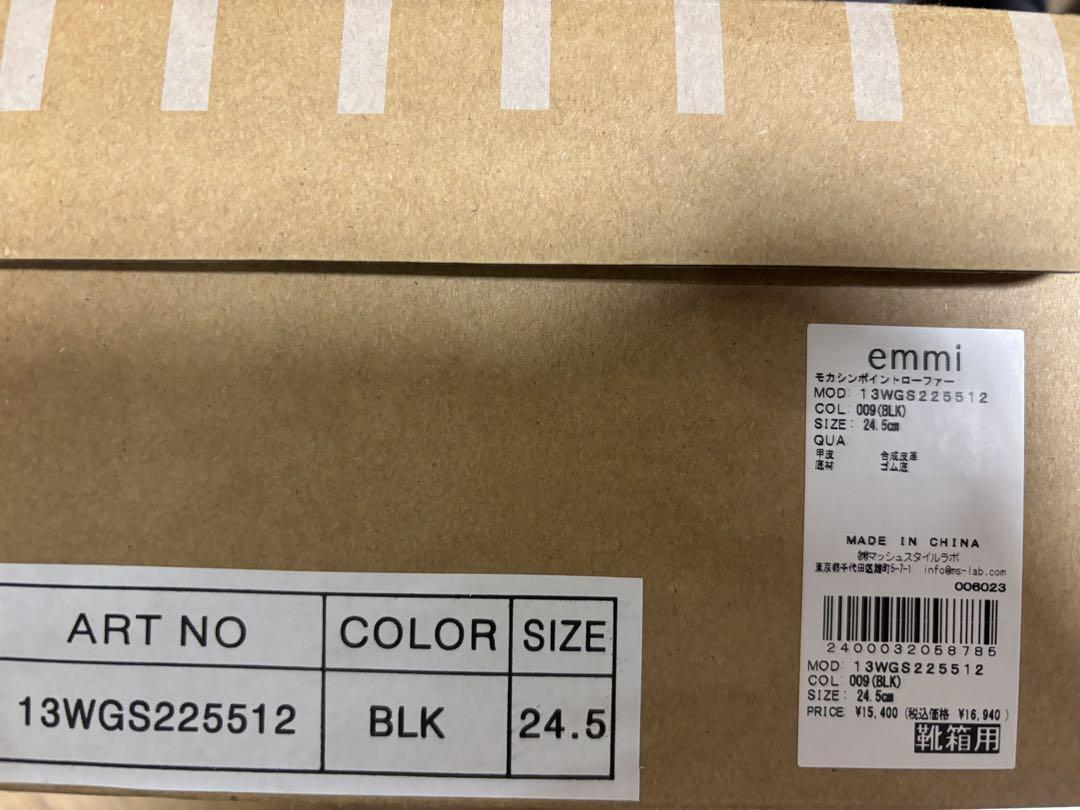 emmi
モカシンポイントローファー
MOD: 13WGS225512
COL: 009(BLK)
SIZE: 24.5cm
QUA
甲皮 合成皮革
底材 ゴム底
MADE IN CHINA
㈱マッシュスタイルラボ
東京都千代田区麹町5-7-1 info@ms-lab.com
006023
2400032058785
MOD: 13WGS225512
COL: 009(BLK)
SIZE: 24.5cm
PRICE: ¥15,400 (税込価格 ¥16,940)
靴箱用
ART NO COLOR SIZE
13WGS225512 BLK 24.5